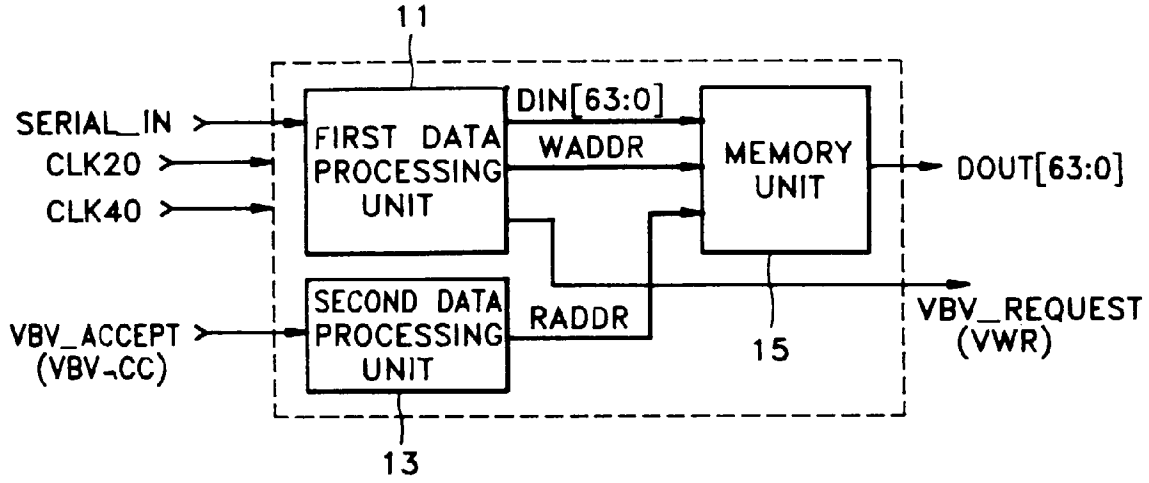 11
SERIAL_IN
CLK20
CLK40
FIRST DATA
PROCESSING
UNIT
DIN[63:0]
WADDR
MEMORY
UNIT
DOUT[63:0]
VBV_ACCEPT
(VBV¬CC)
SECOND DATA
PROCESSING
UNIT
RADDR
15
VBV_REQUEST
(VWR)
13